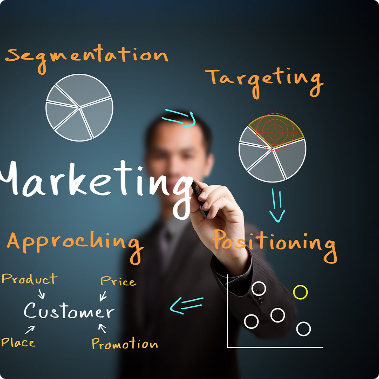 Segmentation
Targeting
Marketing
Approching
Positioning
Product
Price
Customer
Place
Promotion